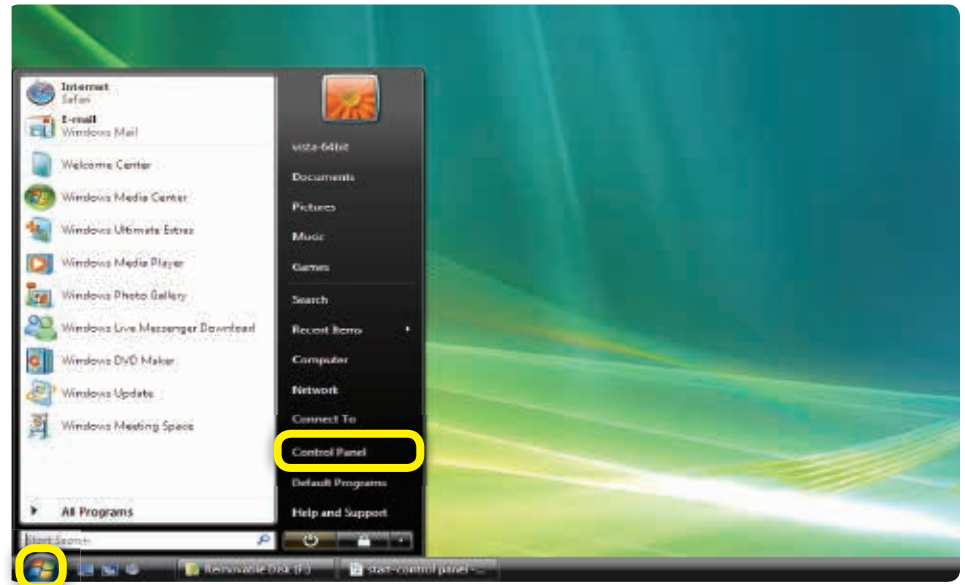 Internet
Safari
E-mail
Windows Mail
Welcome Center
Windows Media Center
Windows Ultimate Extras
Windows Media Player
Windows Photo Gallery
Windows Live Messenger Download
Windows DVD Maker
Windows Update
Windows Meeting Space
All Programs
Start Search
vista-64bit
Documents
Pictures
Music
Games
Search
Recent Items
Computer
Network
Connect To
Control Panel
Default Programs
Help and Support
Removable Disk (F:)
start-control panel -...